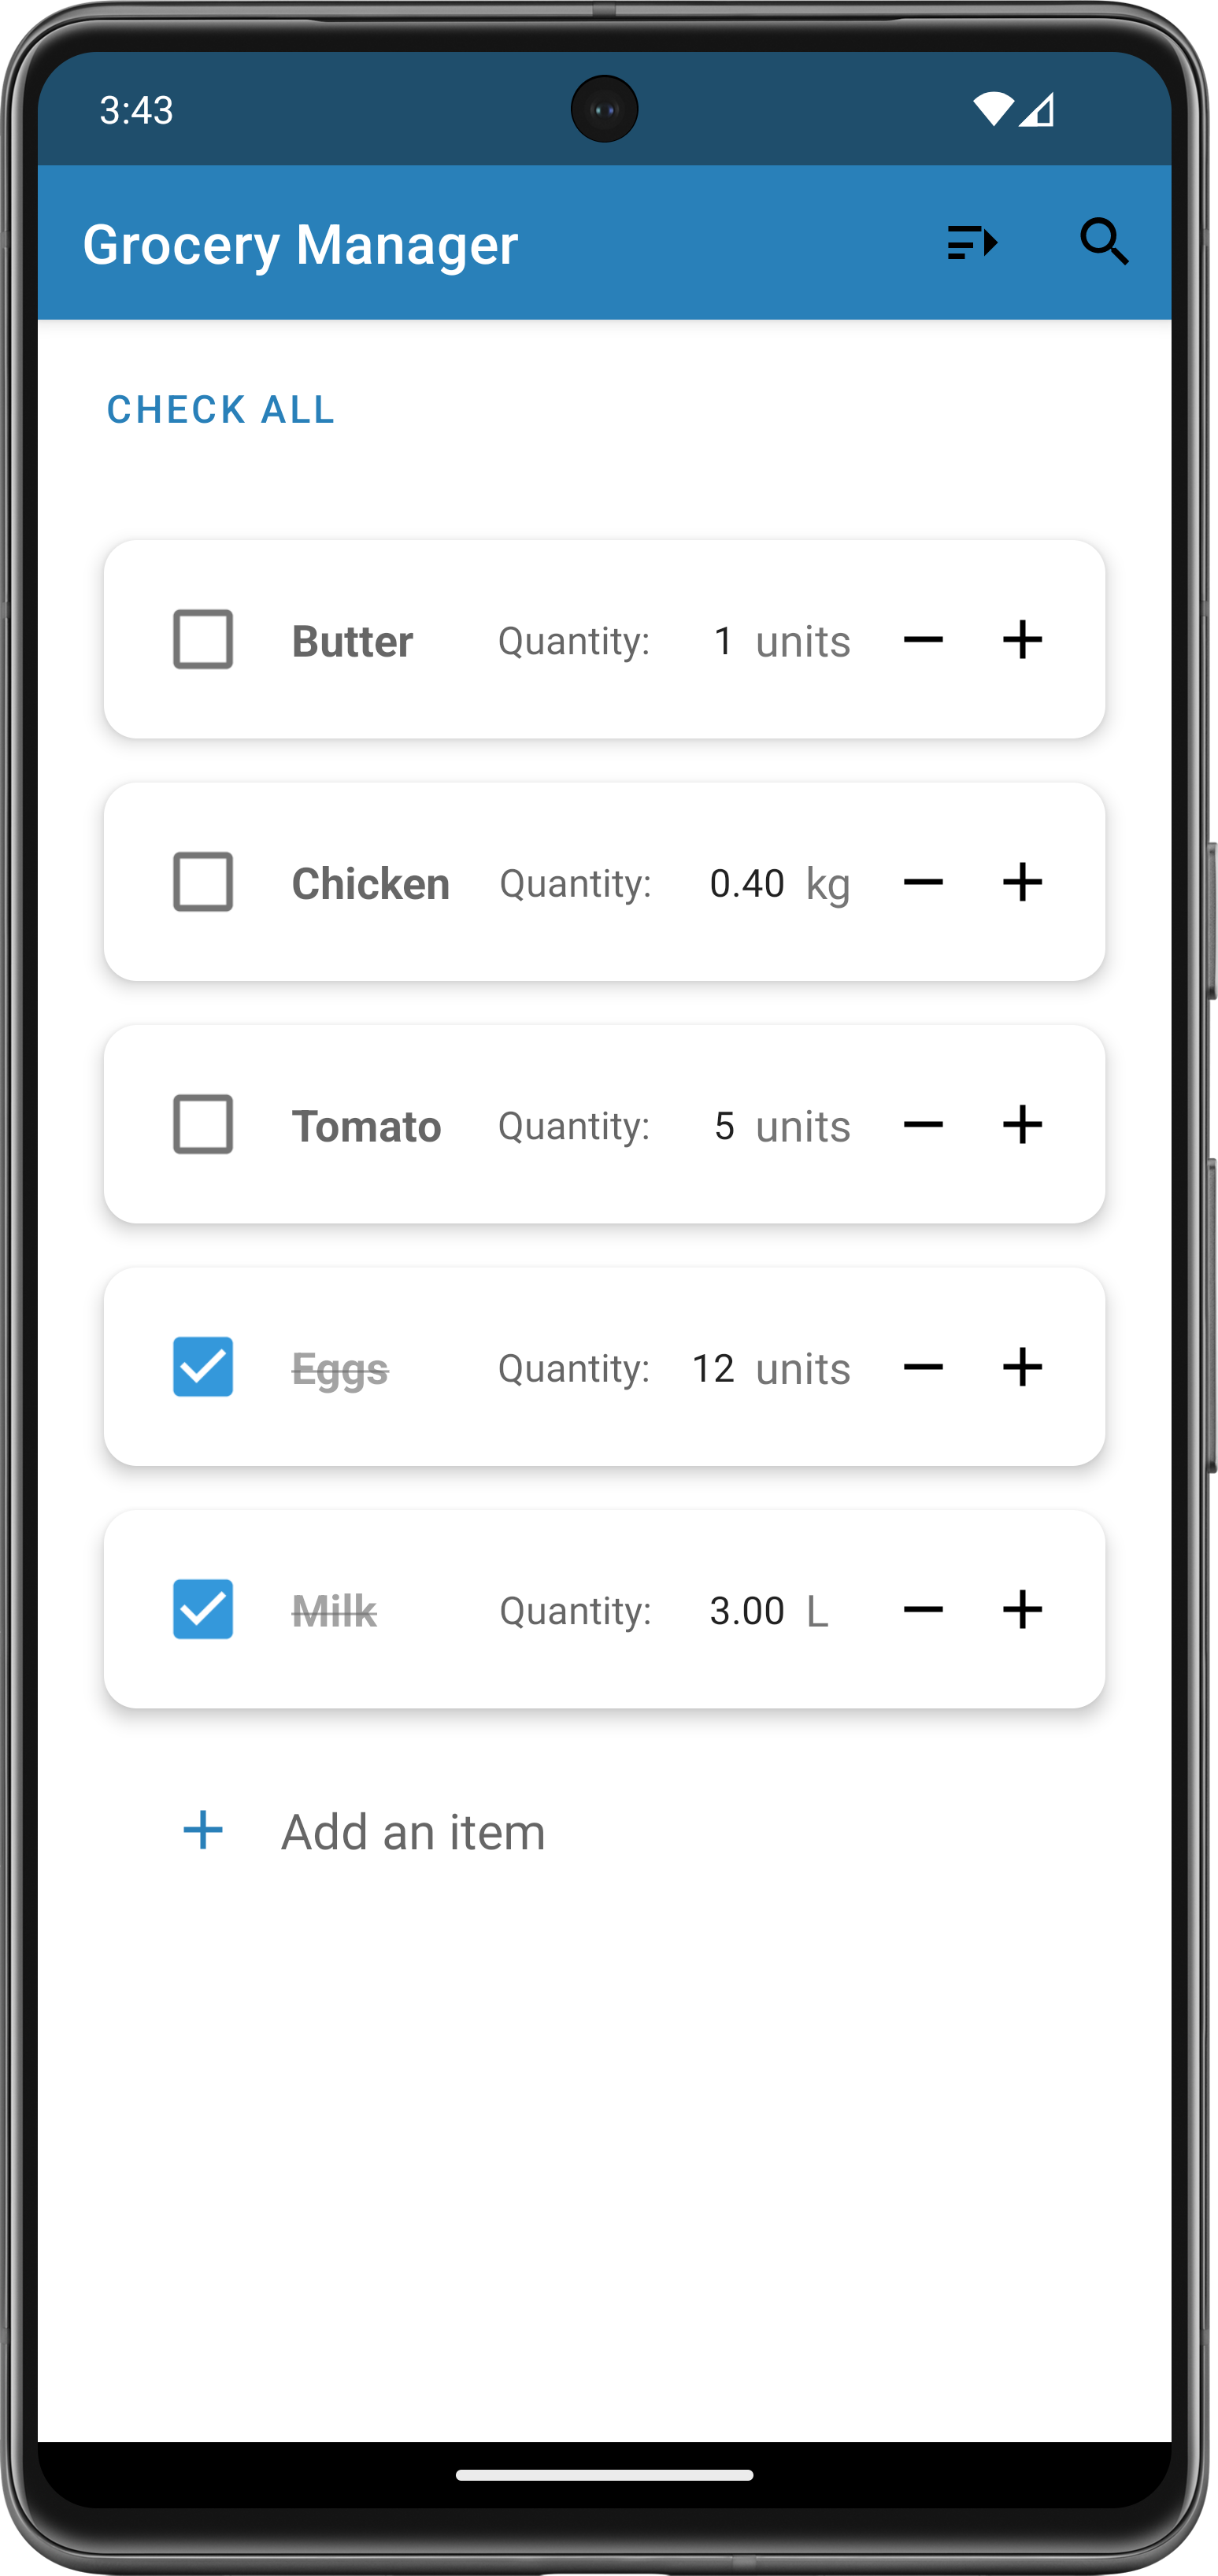 3:43
Grocery Manager
CHECK ALL
Butter Quantity: 1 units
Chicken Quantity: 0.40 kg
Tomato Quantity: 5 units
Eggs Quantity: 12 units
Milk Quantity: 3.00 L
Add an item